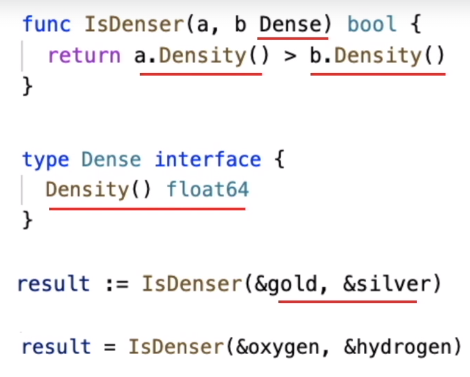 func IsDenser(a, b Dense) bool {
return a.Density() > b.Density()
}
type Dense interface {
Density() float64
}
result := IsDenser(&gold, &silver)
result = IsDenser(&oxygen, &hydrogen)